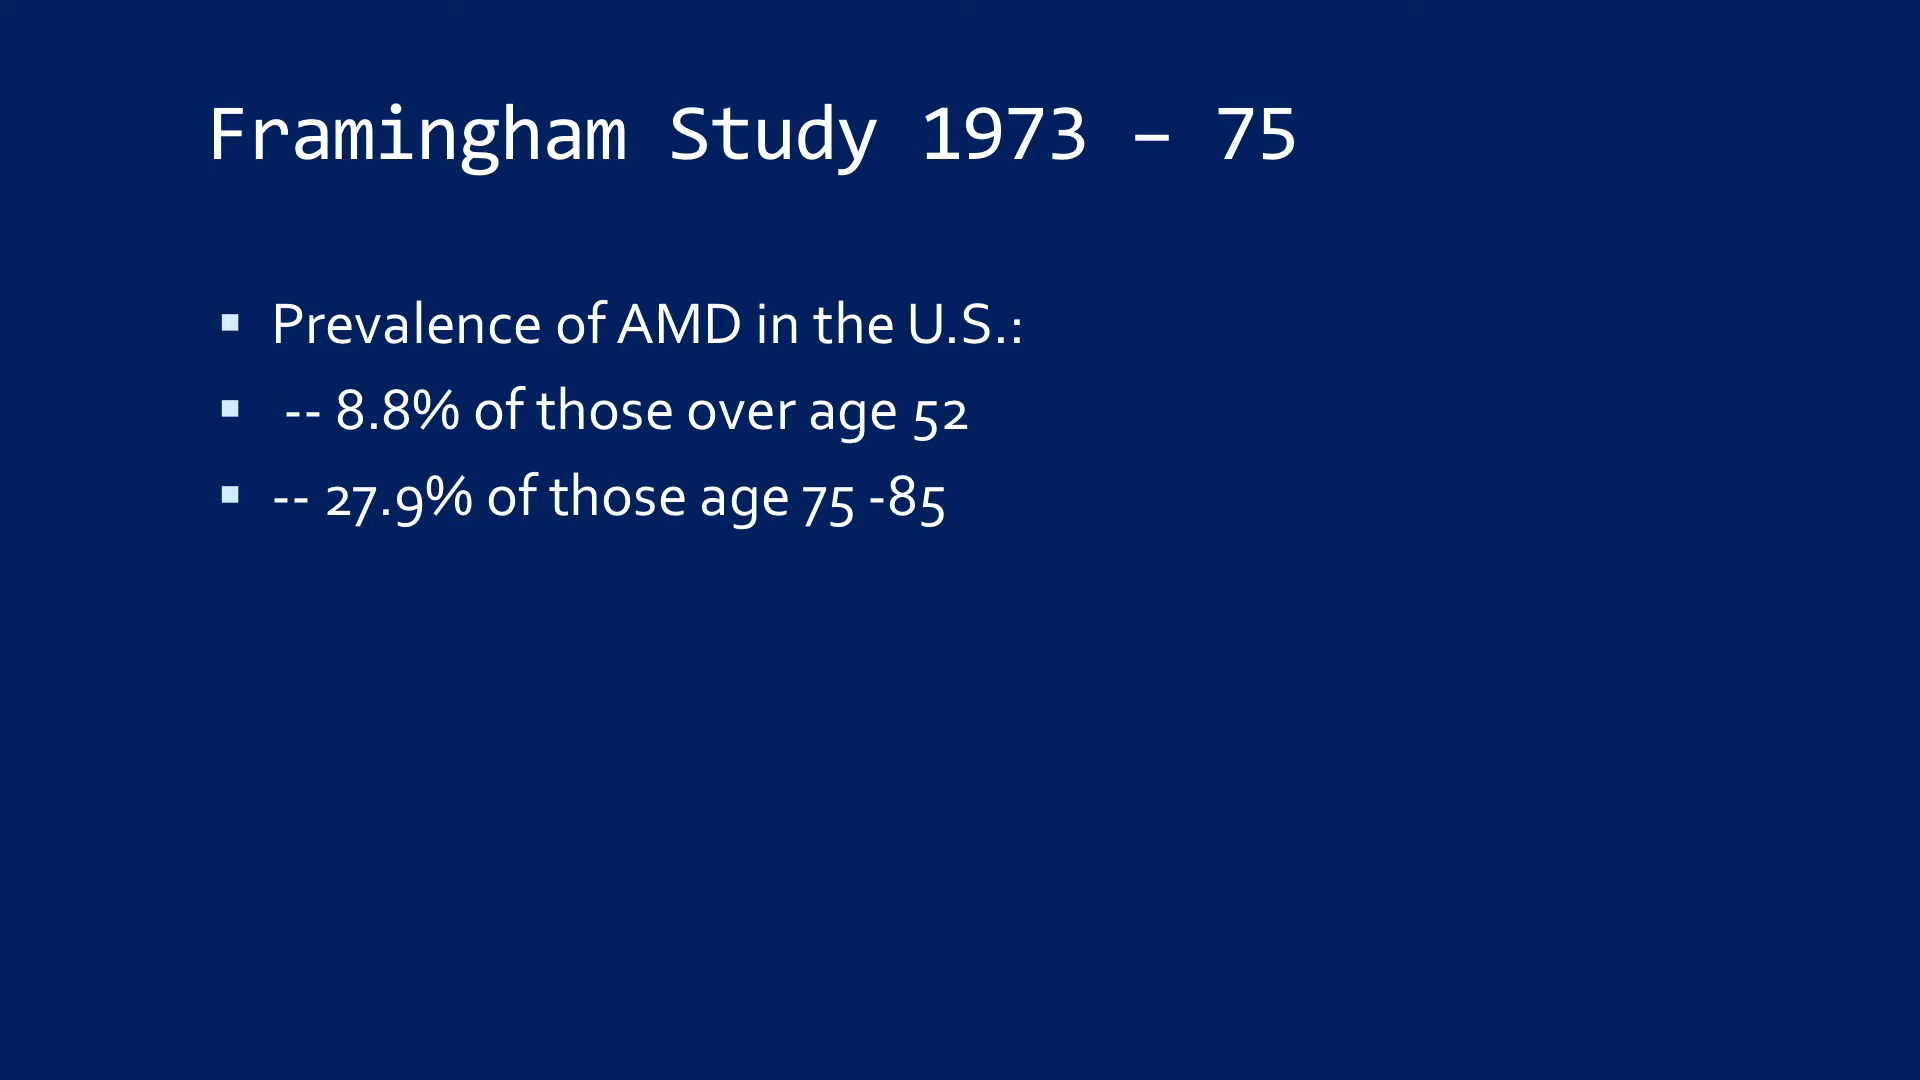 Framingham Study 1973 – 75
▪ Prevalence of AMD in the U.S.:
▪ -- 8.8% of those over age 52
▪ -- 27.9% of those age 75 -85